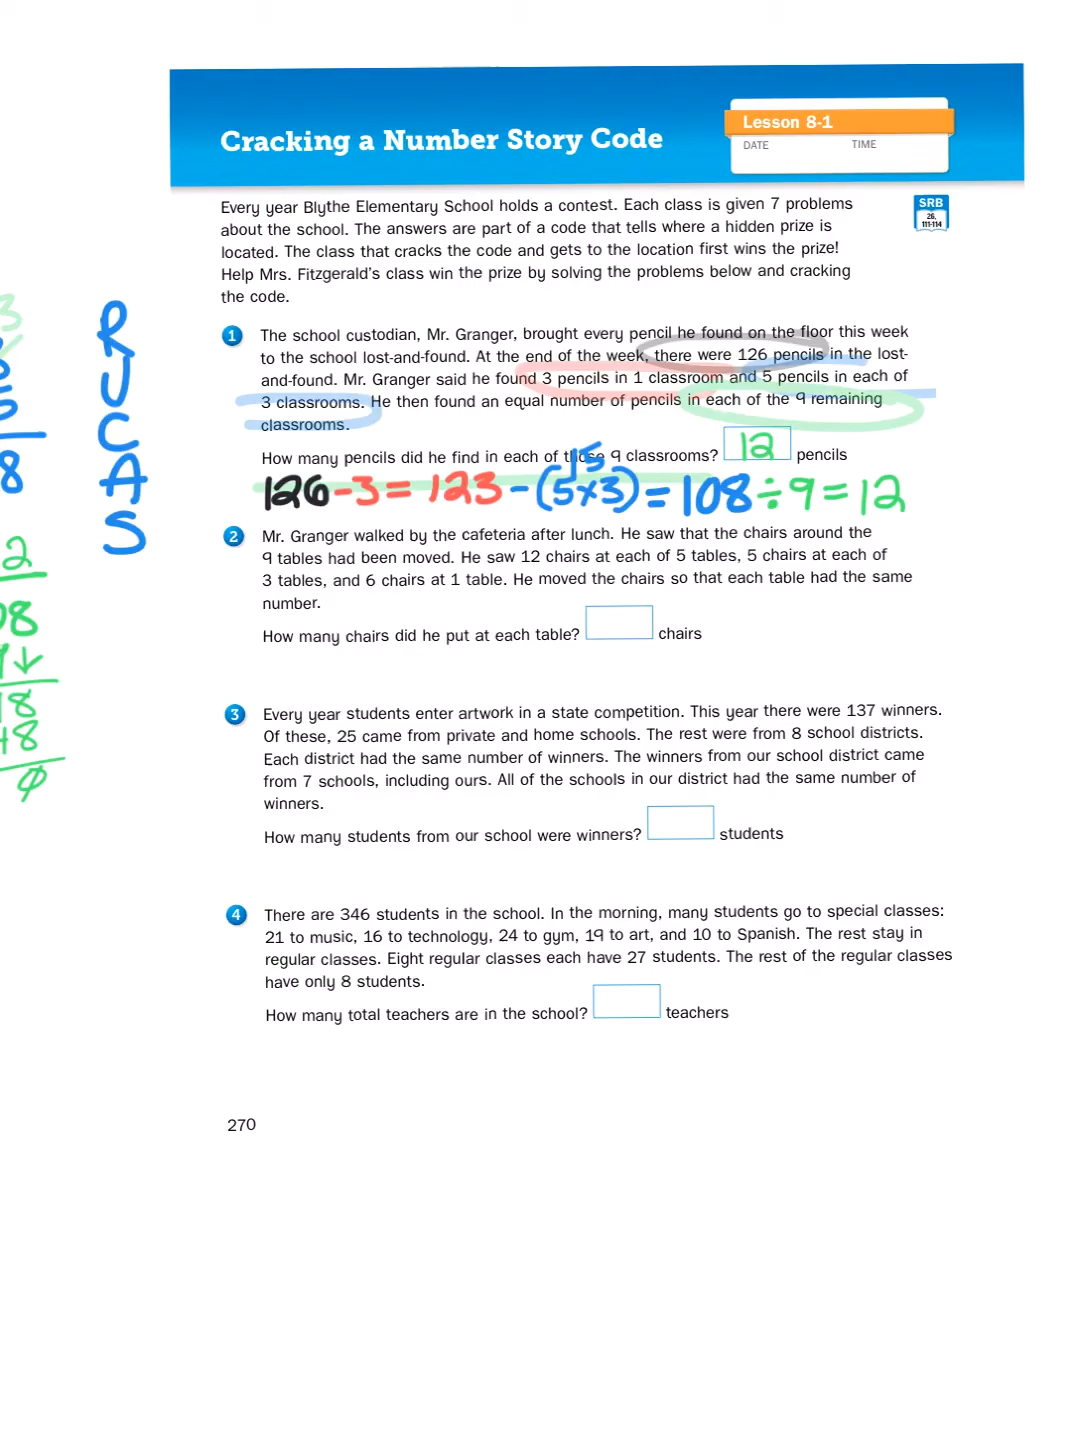 Cracking a Number Story Code
Lesson 8-1
DATE TIME
SRB
26,
111-114
Every year Blythe Elementary School holds a contest. Each class is given 7 problems
about the school. The answers are part of a code that tells where a hidden prize is
located. The class that cracks the code and gets to the location first wins the prize!
Help Mrs. Fitzgerald's class win the prize by solving the problems below and cracking
the code.
R
U
C
A
S
1 The school custodian, Mr. Granger, brought every pencil he found on the floor this week
to the school lost-and-found. At the end of the week, there were 126 pencils in the lost-
and-found. Mr. Granger said he found 3 pencils in 1 classroom and 5 pencils in each of
3 classrooms. He then found an equal number of pencils in each of the 9 remaining
classrooms.
How many pencils did he find in each of those 9 classrooms? 12 pencils
15
126-3=123-(5×3)=108÷9=12
8
2
08
18
8
0
2 Mr. Granger walked by the cafeteria after lunch. He saw that the chairs around the
9 tables had been moved. He saw 12 chairs at each of 5 tables, 5 chairs at each of
3 tables, and 6 chairs at 1 table. He moved the chairs so that each table had the same
number.
How many chairs did he put at each table? chairs
3 Every year students enter artwork in a state competition. This year there were 137 winners.
Of these, 25 came from private and home schools. The rest were from 8 school districts.
Each district had the same number of winners. The winners from our school district came
from 7 schools, including ours. All of the schools in our district had the same number of
winners.
How many students from our school were winners? students
4 There are 346 students in the school. In the morning, many students go to special classes:
21 to music, 16 to technology, 24 to gym, 19 to art, and 10 to Spanish. The rest stay in
regular classes. Eight regular classes each have 27 students. The rest of the regular classes
have only 8 students.
How many total teachers are in the school? teachers
270